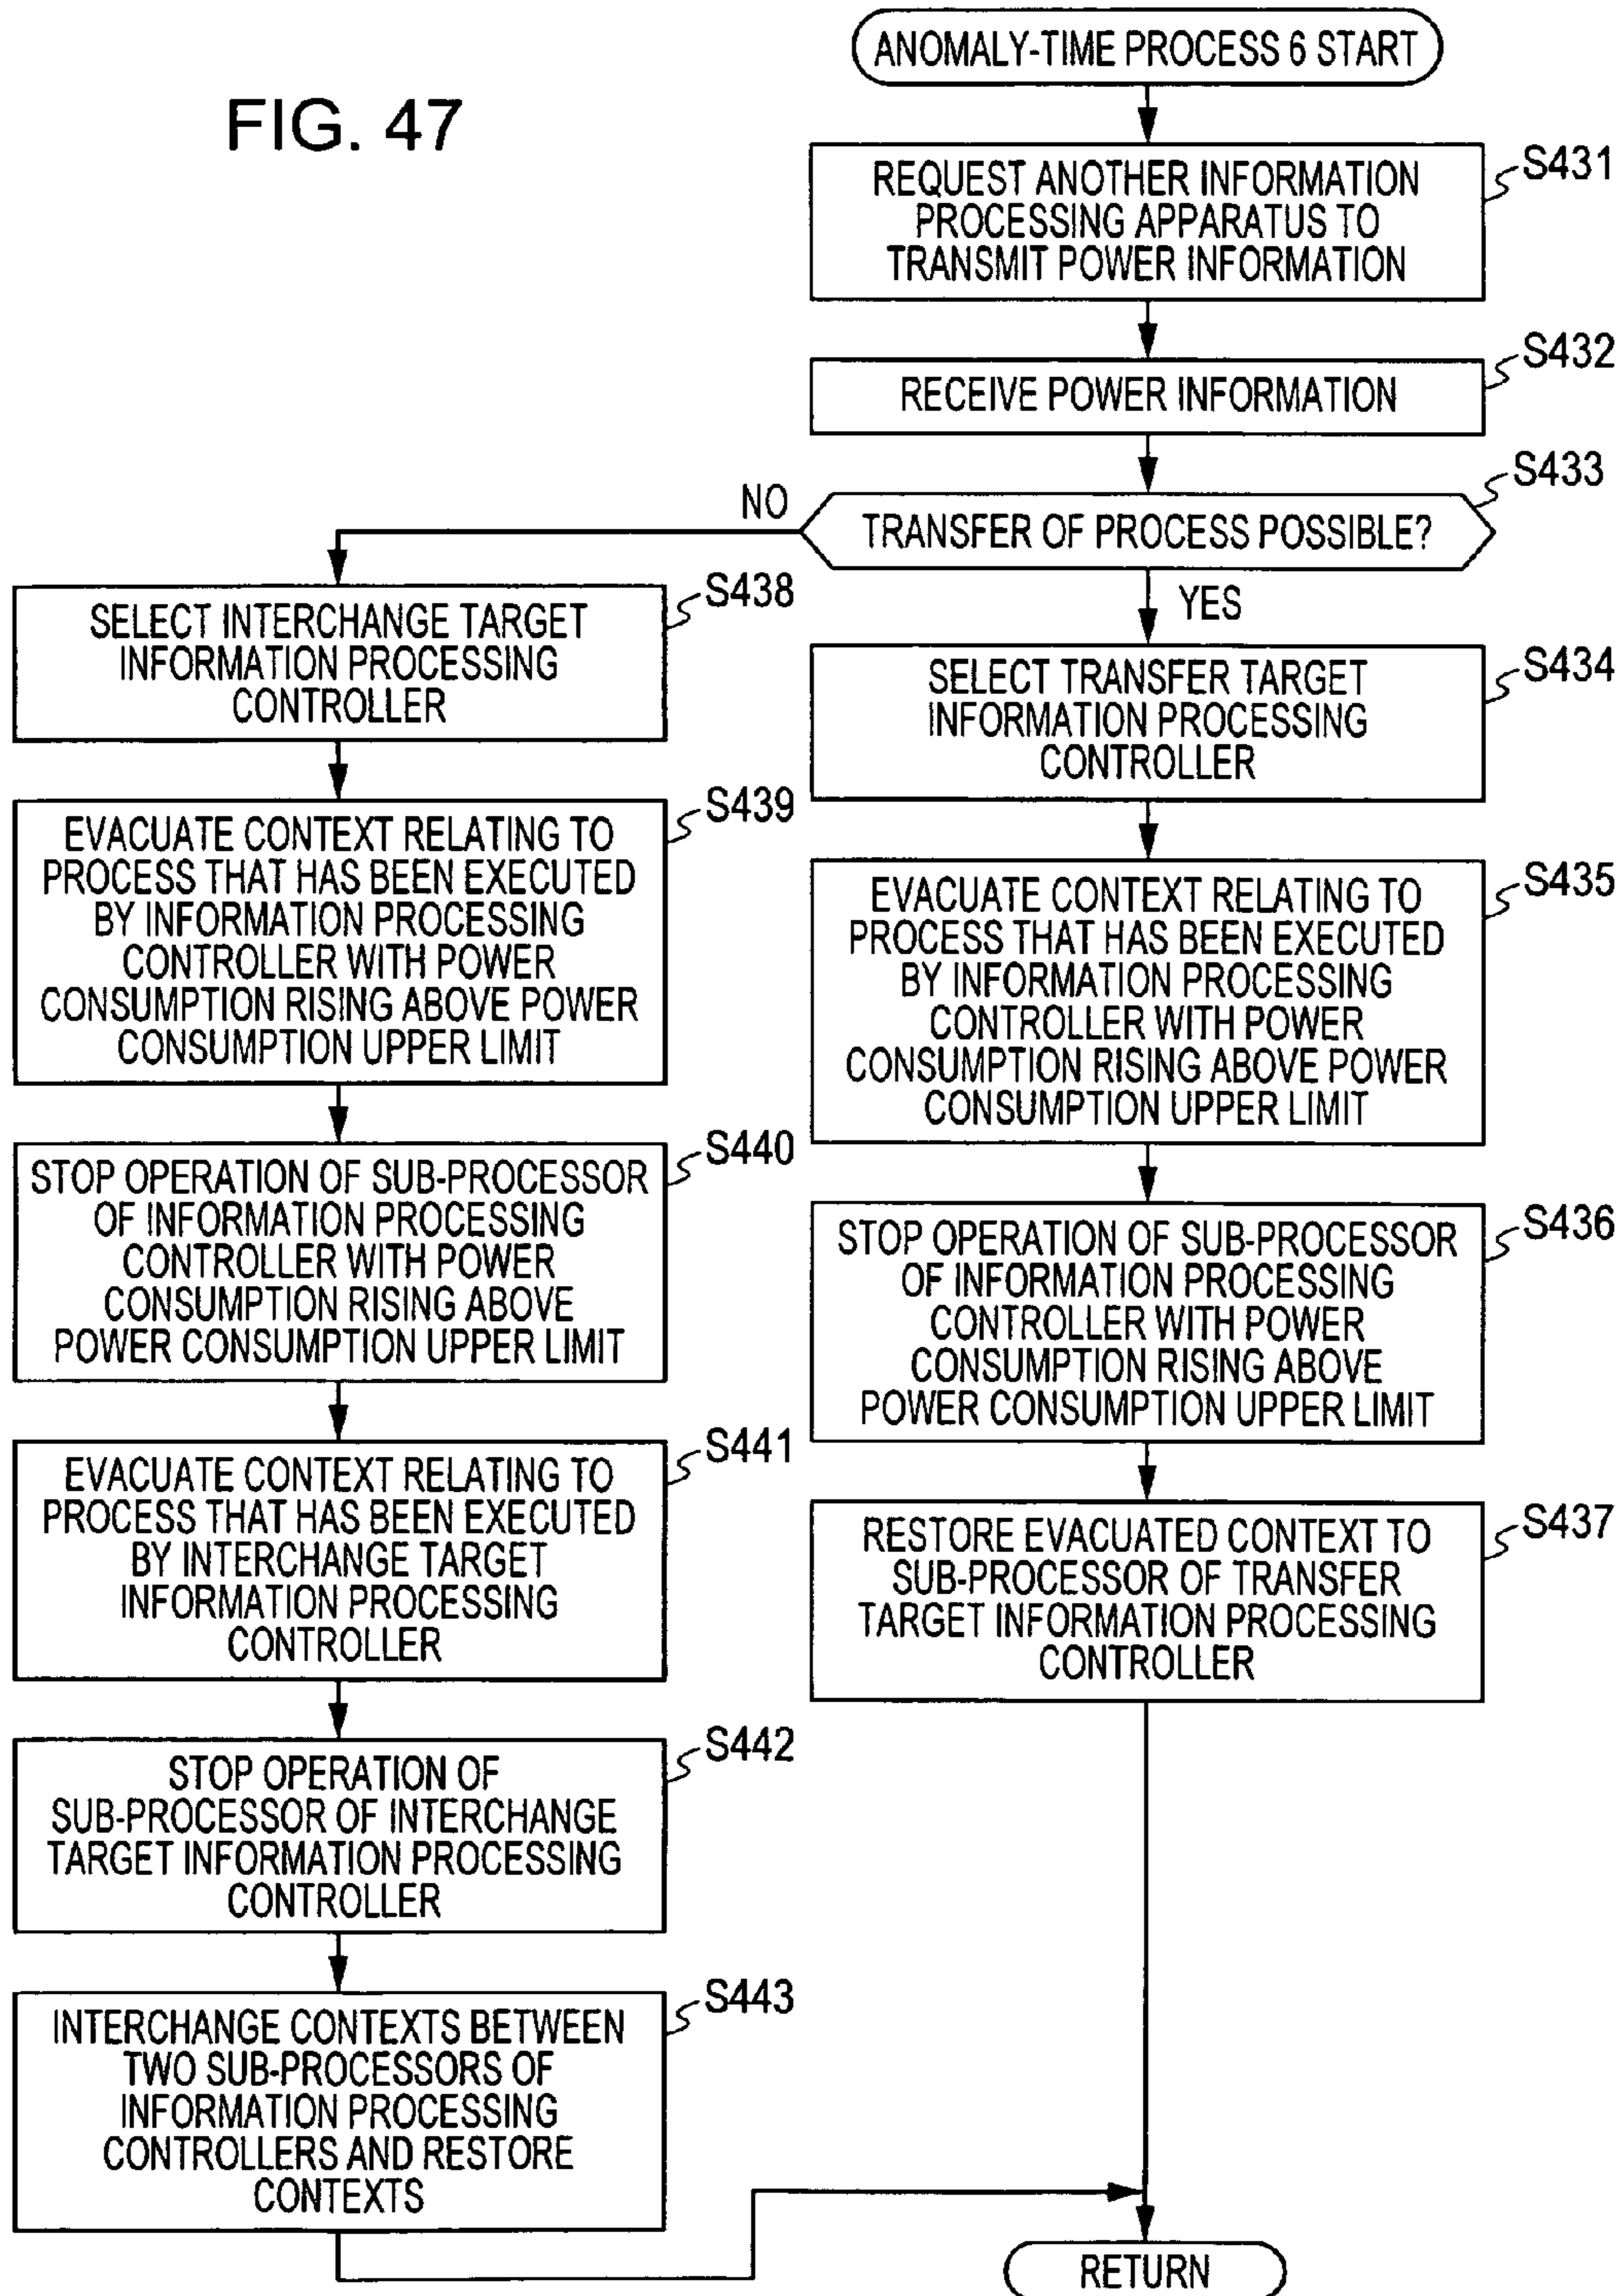 FIG. 47
ANOMALY-TIME PROCESS 6 START
REQUEST ANOTHER INFORMATION
PROCESSING APPARATUS TO
TRANSMIT POWER INFORMATION
S431
RECEIVE POWER INFORMATION
S432
TRANSFER OF PROCESS POSSIBLE?
S433
NO
YES
SELECT TRANSFER TARGET
INFORMATION PROCESSING
CONTROLLER
S434
EVACUATE CONTEXT RELATING TO
PROCESS THAT HAS BEEN EXECUTED
BY INFORMATION PROCESSING
CONTROLLER WITH POWER
CONSUMPTION RISING ABOVE POWER
CONSUMPTION UPPER LIMIT
S435
STOP OPERATION OF SUB-PROCESSOR
OF INFORMATION PROCESSING
CONTROLLER WITH POWER
CONSUMPTION RISING ABOVE
POWER CONSUMPTION UPPER LIMIT
S436
RESTORE EVACUATED CONTEXT TO
SUB-PROCESSOR OF TRANSFER
TARGET INFORMATION PROCESSING
CONTROLLER
S437
SELECT INTERCHANGE TARGET
INFORMATION PROCESSING
CONTROLLER
S438
EVACUATE CONTEXT RELATING TO
PROCESS THAT HAS BEEN EXECUTED
BY INFORMATION PROCESSING
CONTROLLER WITH POWER
CONSUMPTION RISING ABOVE POWER
CONSUMPTION UPPER LIMIT
S439
STOP OPERATION OF SUB-PROCESSOR
OF INFORMATION PROCESSING
CONTROLLER WITH POWER
CONSUMPTION RISING ABOVE
POWER CONSUMPTION UPPER LIMIT
S440
EVACUATE CONTEXT RELATING TO
PROCESS THAT HAS BEEN EXECUTED
BY INTERCHANGE TARGET
INFORMATION PROCESSING
CONTROLLER
S441
STOP OPERATION OF
SUB-PROCESSOR OF INTERCHANGE
TARGET INFORMATION PROCESSING
CONTROLLER
S442
INTERCHANGE CONTEXTS BETWEEN
TWO SUB-PROCESSORS OF
INFORMATION PROCESSING
CONTROLLERS AND RESTORE
CONTEXTS
S443
RETURN